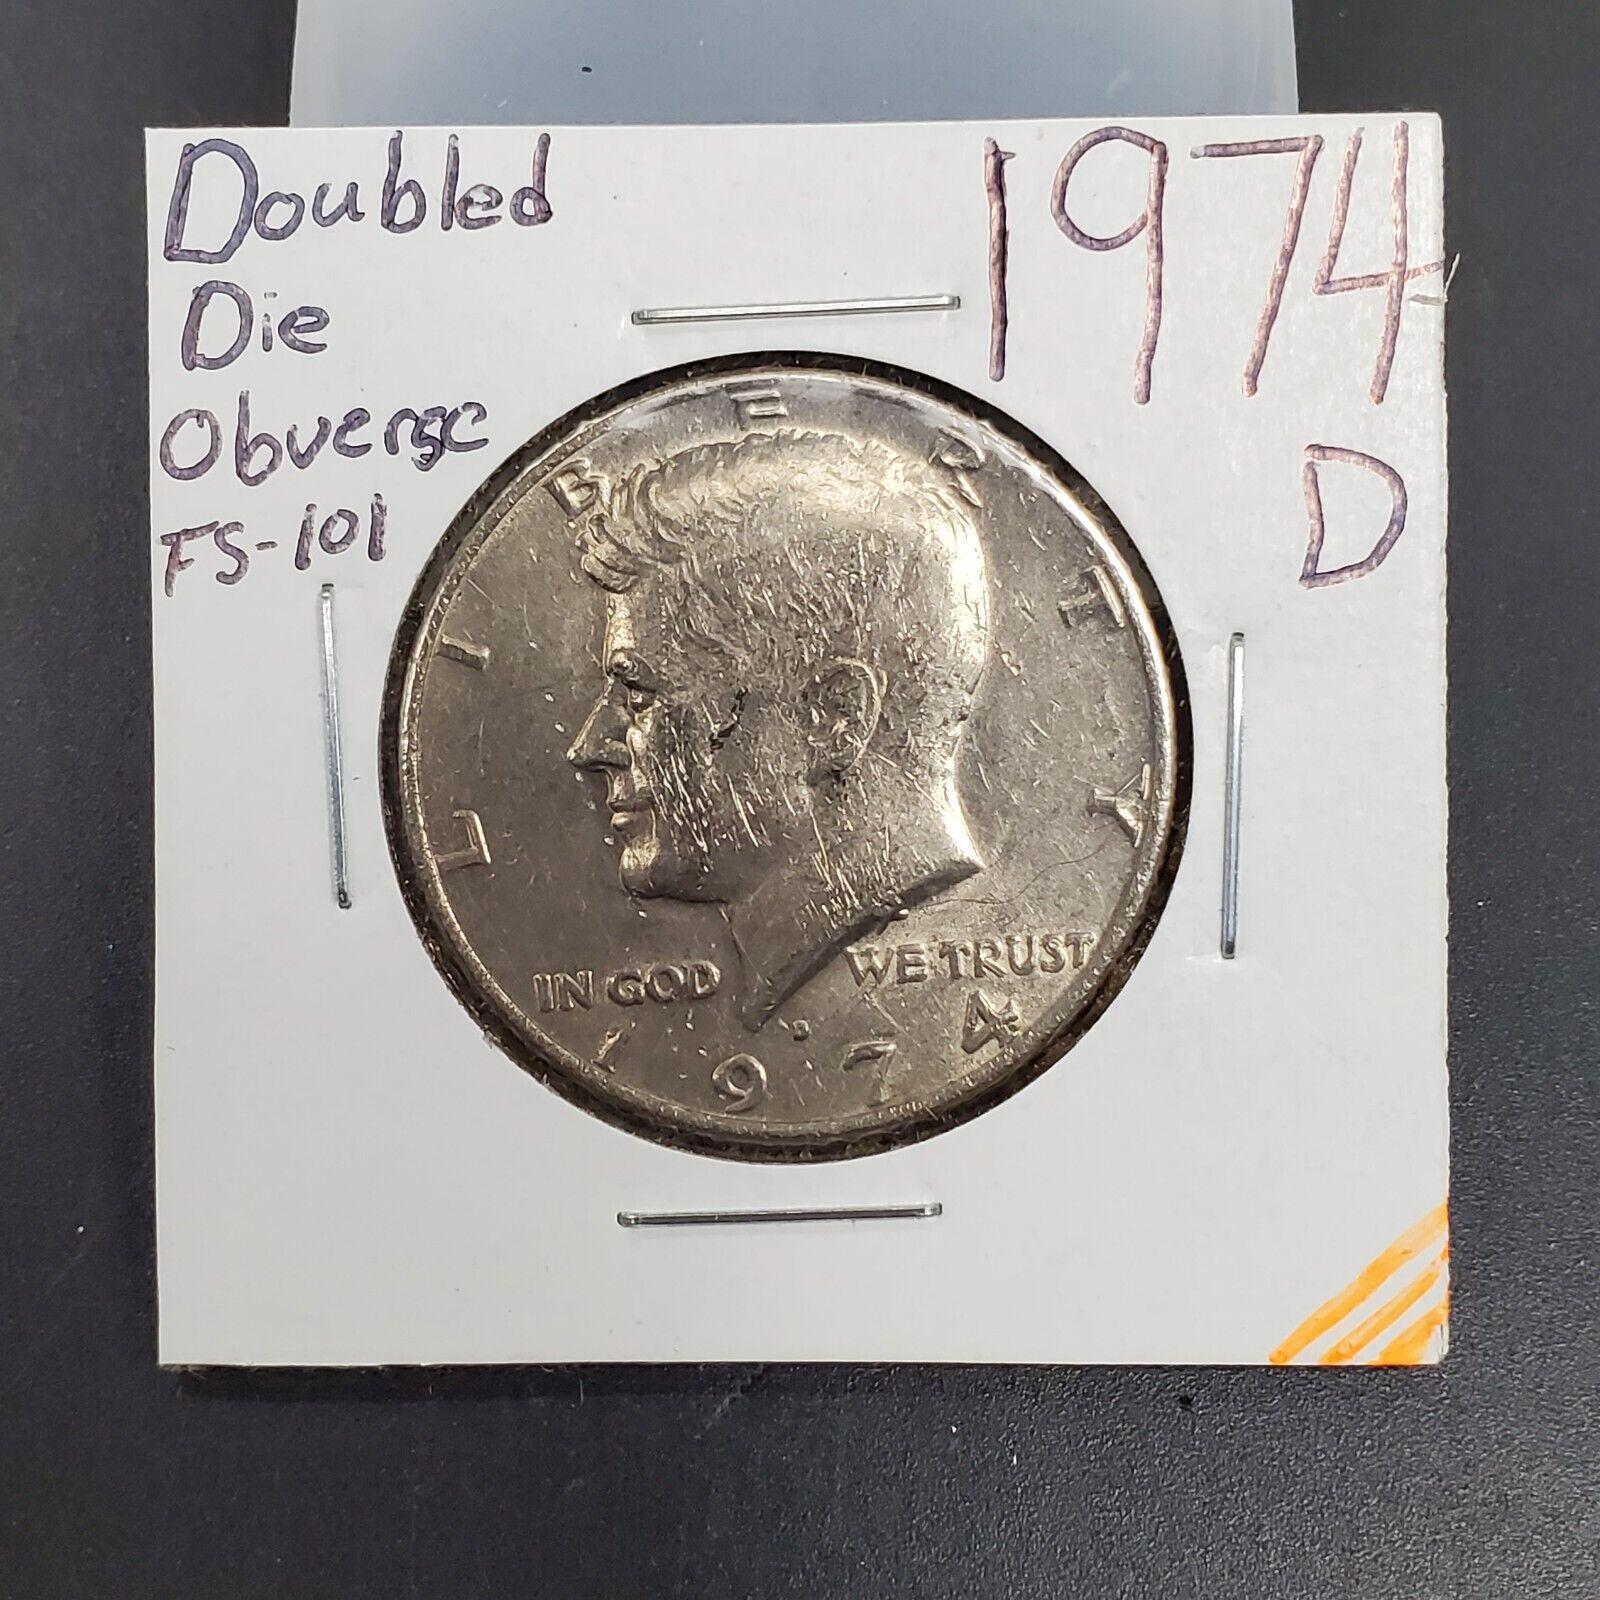 Doubled
Die
Obverse
FS-101
1974
D
LIBERTY
IN GOD WE TRUST
D
1974